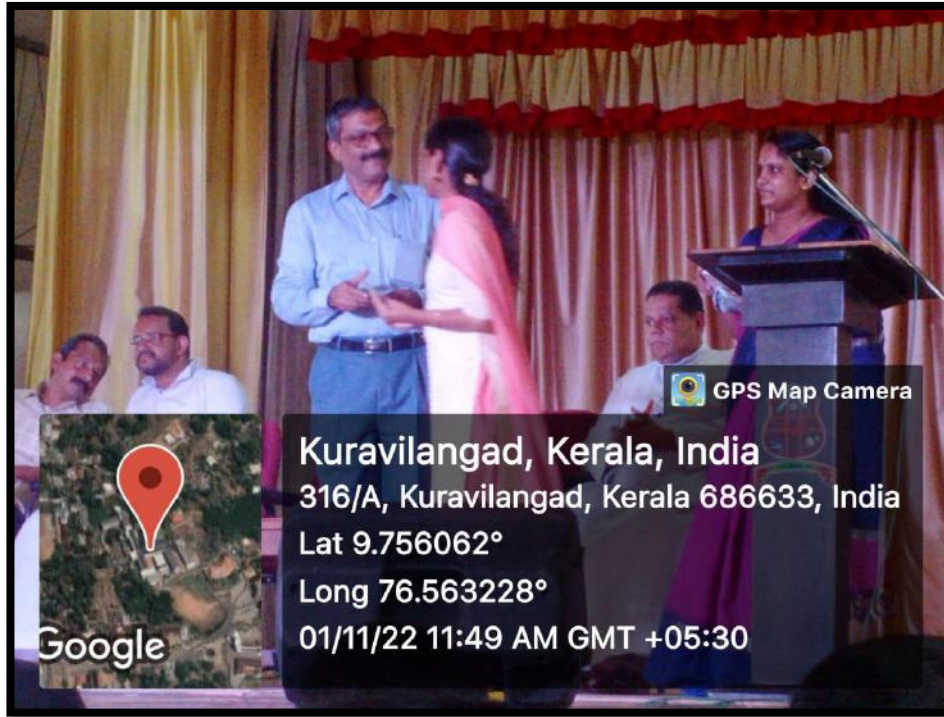 GPS Map Camera
Kuravilangad, Kerala, India
316/A, Kuravilangad, Kerala 686633, India
Lat 9.756062°
Long 76.563228°
01/11/22 11:49 AM GMT +05:30
Google